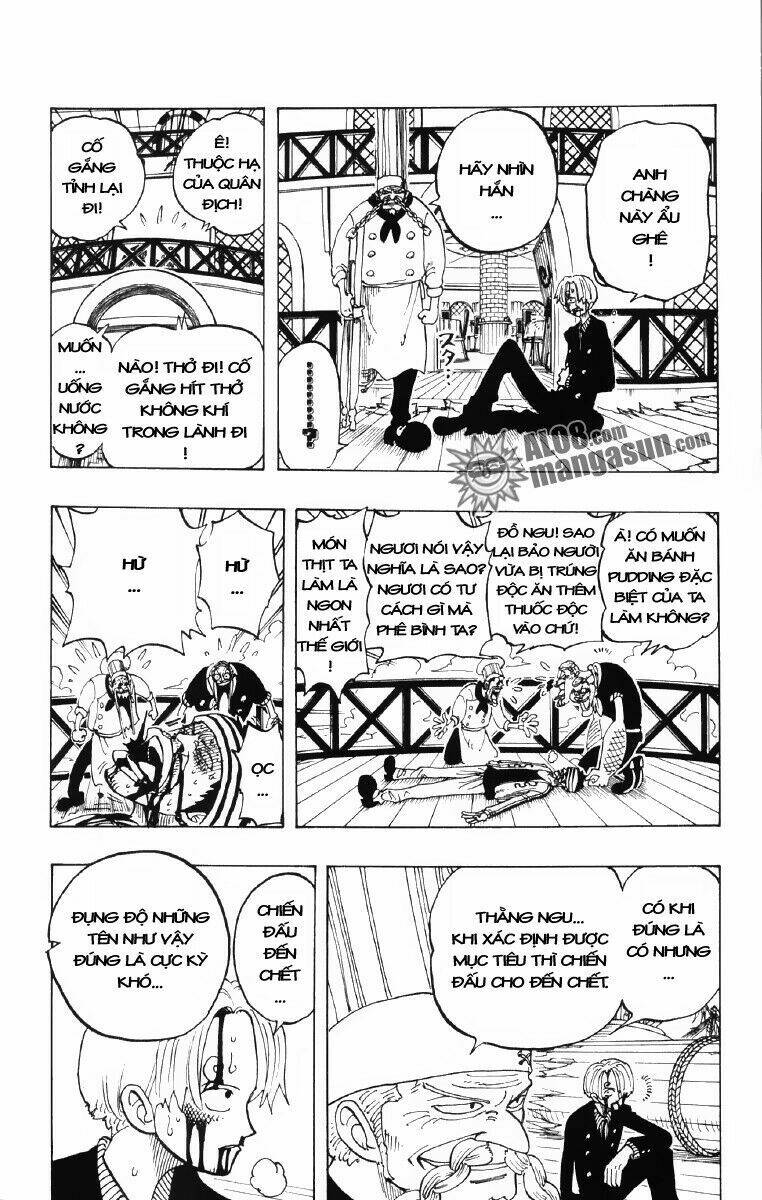 ANH
CHÀNG
NÀY ẨU
GHÊ
!
HÃY NHÌN
HẮN
...
スタ...
.........?
A108.com
mangasun.com
Ê!
THUỘC HẠ
CỦA QUÂN
ĐỊCH!
CỐ
GẮNG
TỈNH LẠI
ĐI!
NÀO! THỞ ĐI! CỐ
GẮNG HÍT THỞ
KHÔNG KHÍ
TRONG LÀNH ĐI
!
MUỐN
...
UỐNG
NƯỚC
KHÔNG
?
À! CÓ MUỐN
ĂN BÁNH
PUDDING ĐẶC
BIỆT CỦA TA
LÀM KHÔNG?
ĐỒ NGU! SAO
LẠI BẢO NGƯỜI
VỪA BỊ TRÚNG
ĐỘC ĂN THÊM
THUỐC ĐỘC
VÀO CHỨ!
NGƯƠI NÓI VẬY
NGHĨA LÀ SAO?
NGƯƠI CÓ TƯ
CÁCH GÌ MÀ
PHÊ BÌNH TA?
MÓN
THỊT TA
LÀM LÀ
NGON
NHẤT
THẾ GIỚI
!
HỪ
...
HỪ
...
ỌC
...
CÓ KHI
ĐÚNG LÀ
CÓ NHƯNG
...
THẰNG NGU...
KHI XÁC ĐỊNH ĐƯỢC
MỤC TIÊU THÌ CHIẾN
ĐẤU CHO ĐẾN CHẾT.
CHIẾN
ĐẤU
ĐẾN
CHẾT
...
ĐỤNG ĐỘ NHỮNG
TÊN NHƯ VẬY
ĐÚNG LÀ CỰC KỲ
KHÓ...